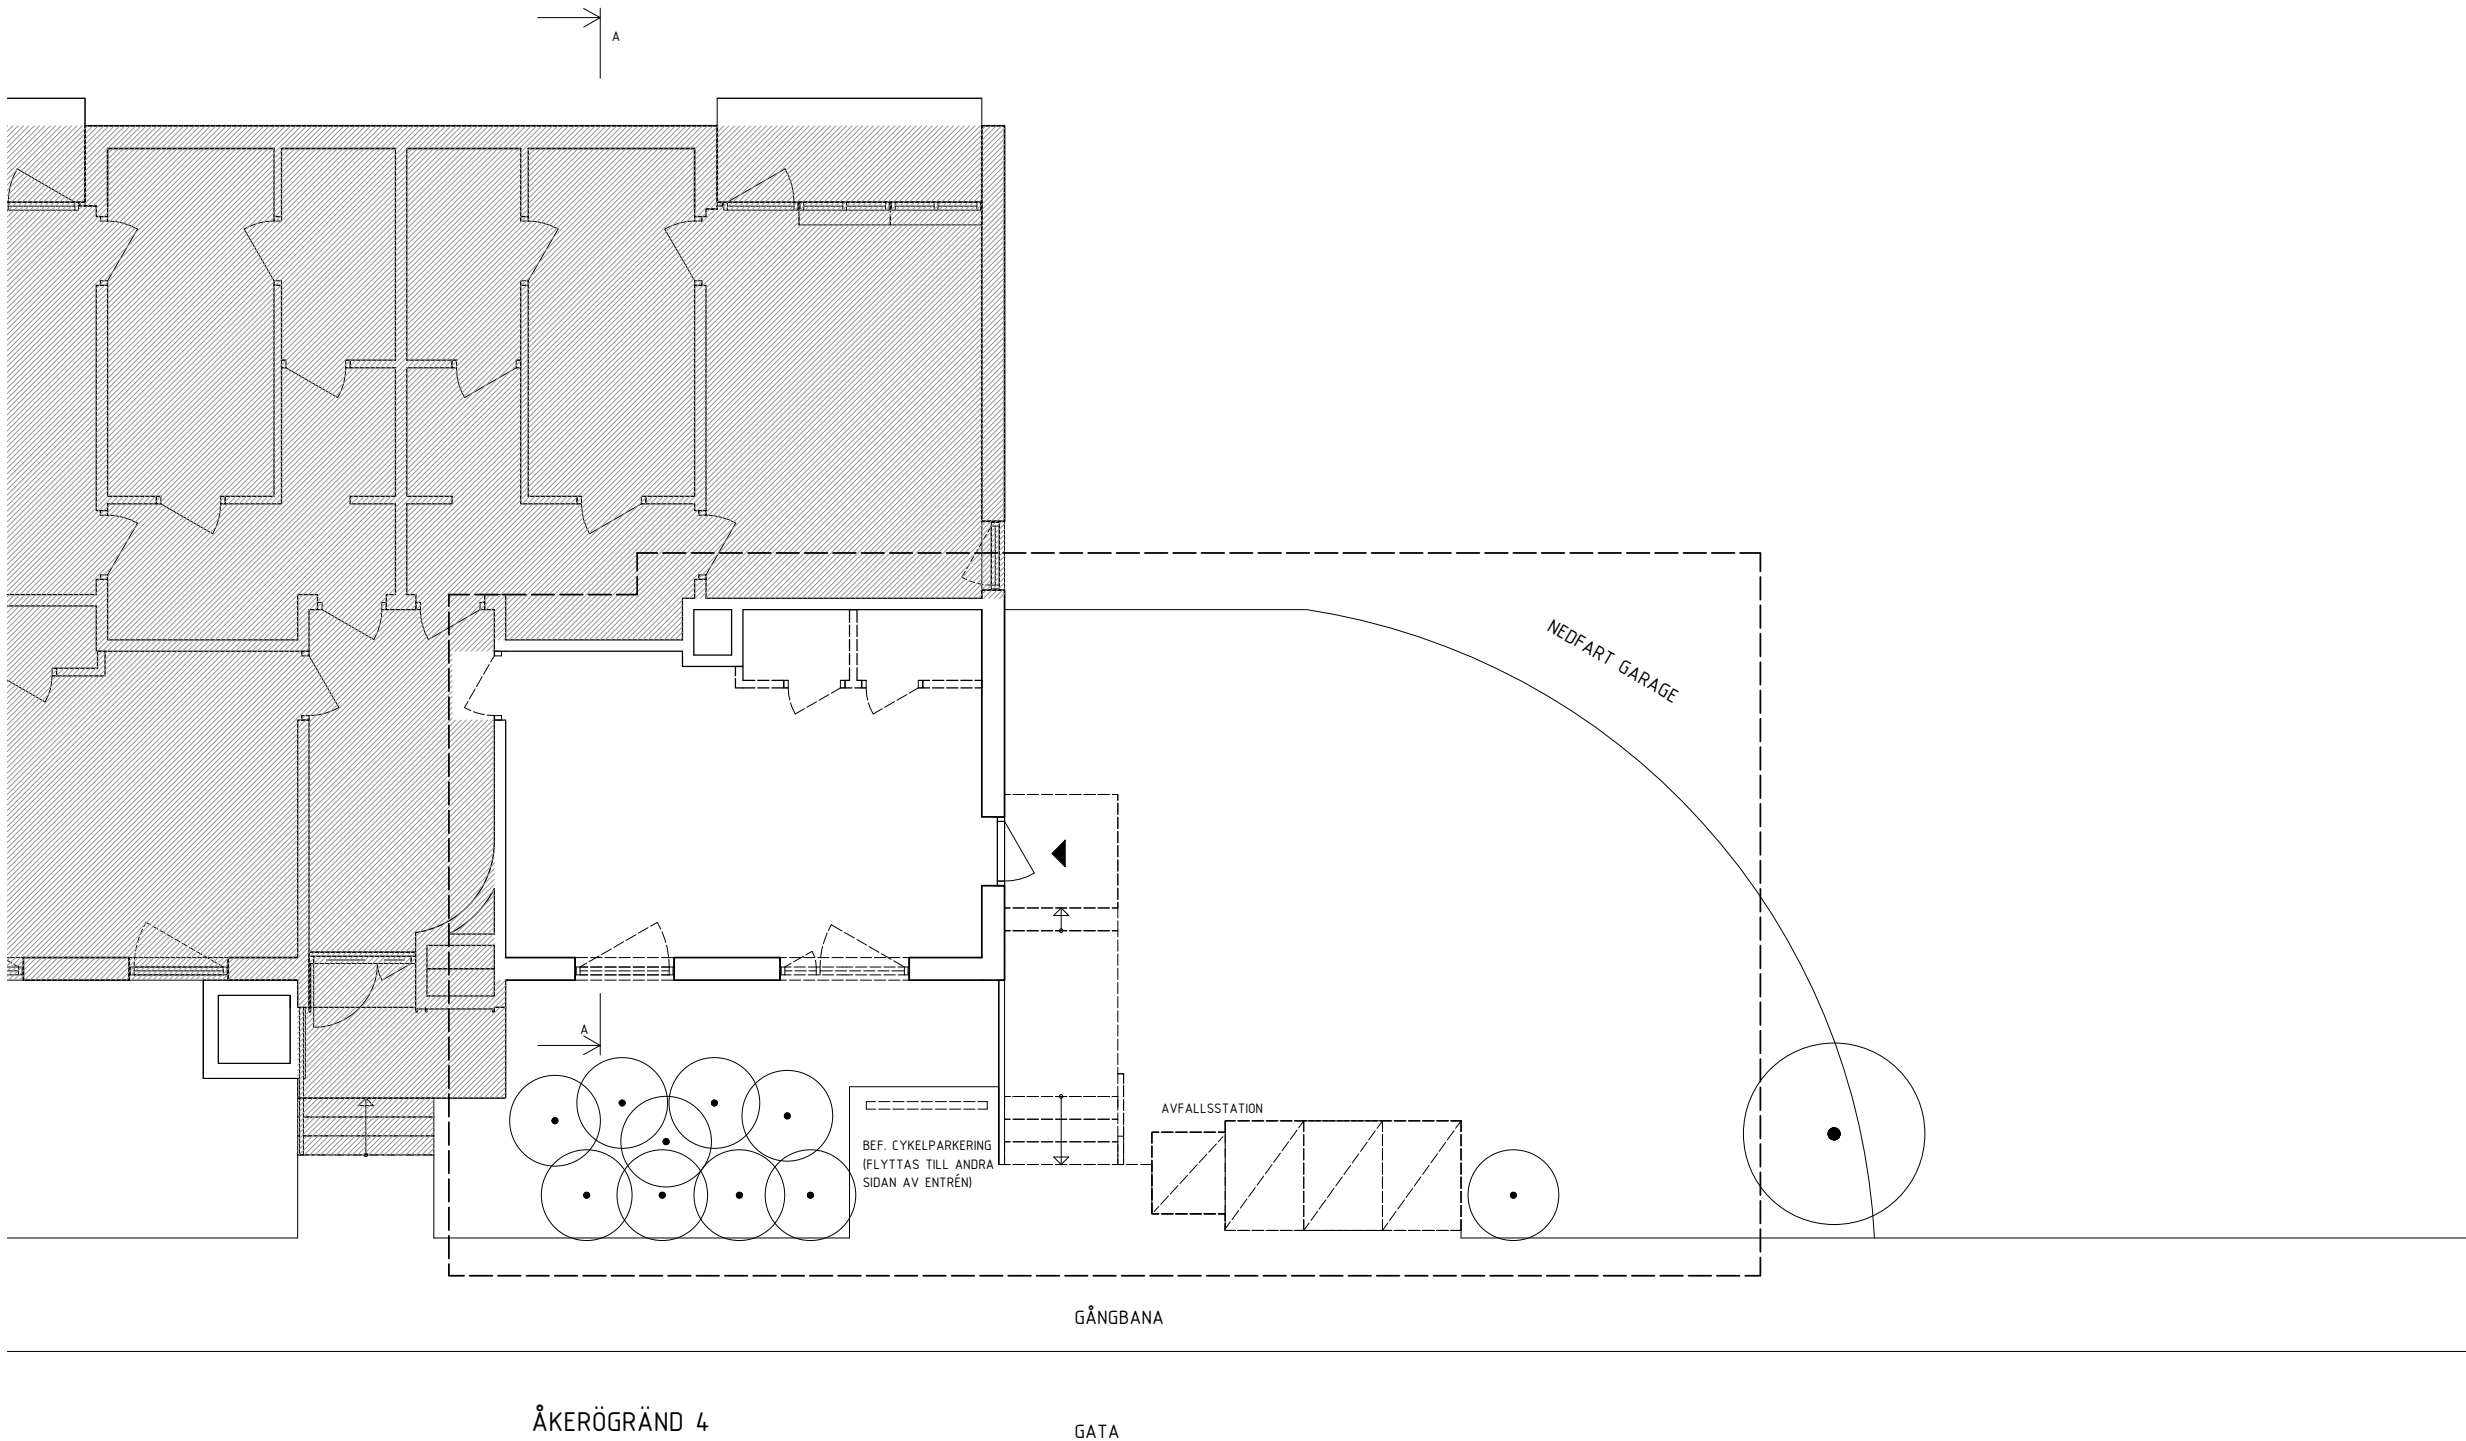 A
NEDFART GARAGE
A
AVFALLSSTATION
BEF. CYKELPARKERING
(FLYTTAS TILL ANDRA
SIDAN AV ENTRÉN)
GÅNGBANA
ÅKERÖGRÄND 4
GATA